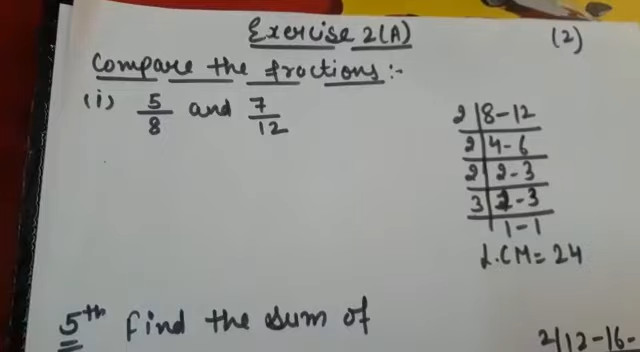 Exercise 2(A)
(2)
Compare the fractions:-
(i) 5/8 and 7/12
2 | 8 - 12
2 | 4 - 6
2 | 2 - 3
3 | 1 - 3
1 - 1
L.CM = 24
5th find the sum of
2 | 12 - 16 -